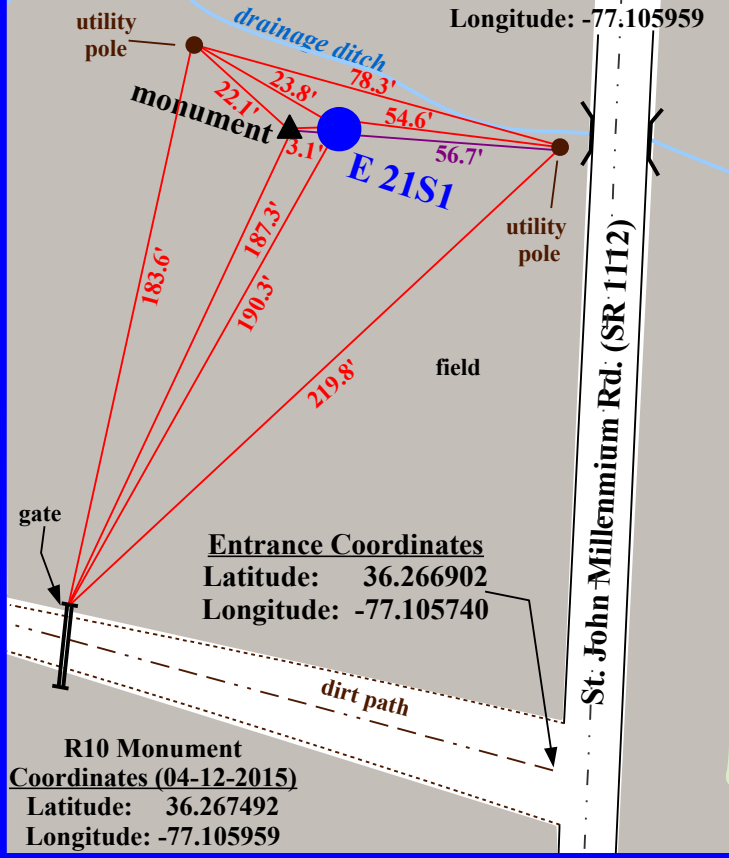 Longitude: -77.105959
utility
pole
drainage ditch
78.3'
23.8'
22.1'
54.6'
monument
3.1'
56.7'
E 21S1
utility
pole
187.3'
183.6'
190.3'
219.8'
field
St. John Millenmium Rd. (SR 1112)
gate
Entrance Coordinates
Latitude: 36.266902
Longitude: -77.105740
dirt path
R10 Monument
Coordinates (04-12-2015)
Latitude: 36.267492
Longitude: -77.105959